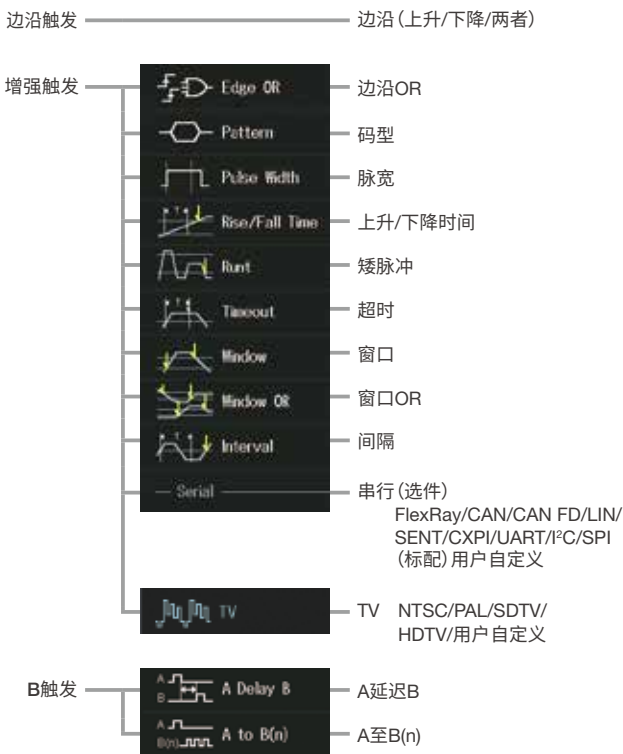 边沿触发 边沿(上升/下降/两者)
增强触发 Edge OR 边沿OR
Pattern 码型
Pulse Width 脉宽
Rise/Fall Time 上升/下降时间
Runt 矮脉冲
Timeout 超时
Window 窗口
Window OR 窗口OR
Interval 间隔
Serial 串行(选件)
FlexRay/CAN/CAN FD/LIN/
SENT/CXPI/UART/I²C/SPI
(标配)用户自定义
TV TV NTSC/PAL/SDTV/
HDTV/用户自定义
B触发 A B A Delay B A延迟B
A B(n) A to B(n) A至B(n)